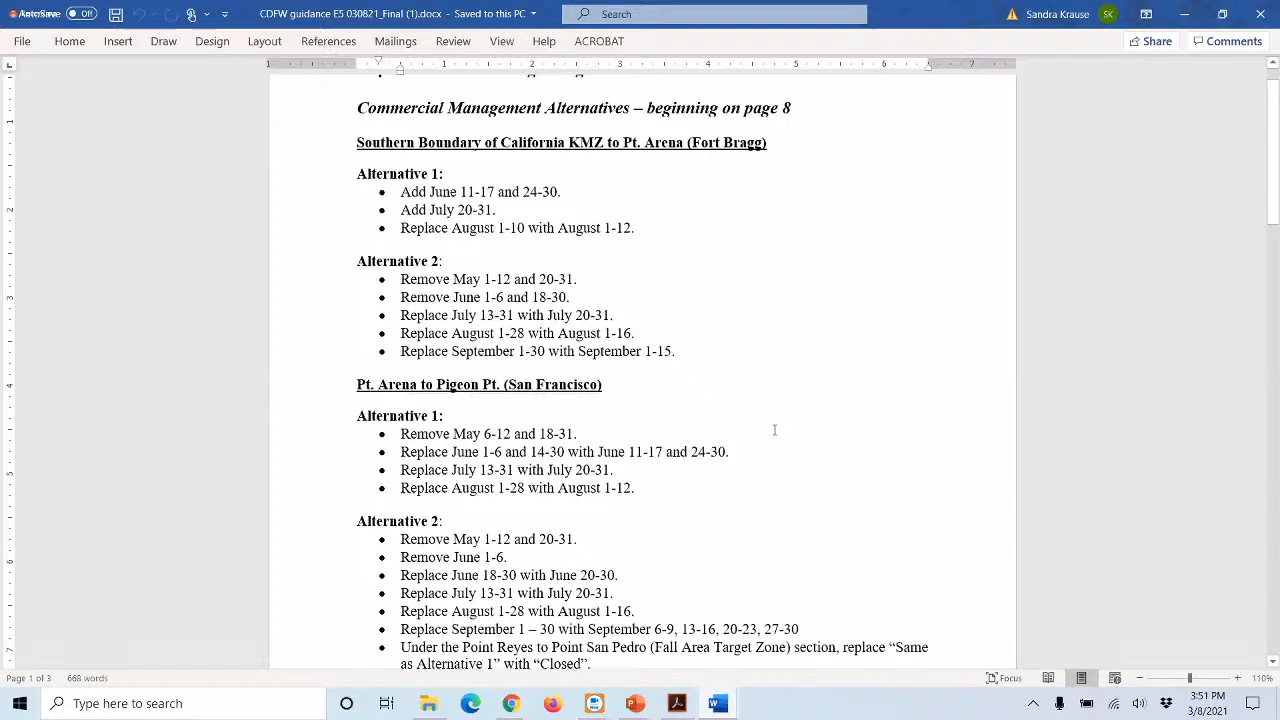 AutoSave Off CDFW guidance E5.030821_Final (1).docx - Saved to this PC Search Sandra Krause SK
File Home Insert Draw Design Layout References Mailings Review View Help ACROBAT Share Comments
1 1 2 3 4 5 6 7
Commercial Management Alternatives – beginning on page 8
Southern Boundary of California KMZ to Pt. Arena (Fort Bragg)
Alternative 1:
• Add June 11-17 and 24-30.
• Add July 20-31.
• Replace August 1-10 with August 1-12.
Alternative 2:
• Remove May 1-12 and 20-31.
• Remove June 1-6 and 18-30.
• Replace July 13-31 with July 20-31.
• Replace August 1-28 with August 1-16.
• Replace September 1-30 with September 1-15.
Pt. Arena to Pigeon Pt. (San Francisco)
Alternative 1:
• Remove May 6-12 and 18-31.
• Replace June 1-6 and 14-30 with June 11-17 and 24-30.
• Replace July 13-31 with July 20-31.
• Replace August 1-28 with August 1-12.
Alternative 2:
• Remove May 1-12 and 20-31.
• Remove June 1-6.
• Replace June 18-30 with June 20-30.
• Replace July 13-31 with July 20-31.
• Replace August 1-28 with August 1-16.
• Replace September 1 – 30 with September 6-9, 13-16, 20-23, 27-30
• Under the Point Reyes to Point San Pedro (Fall Area Target Zone) section, replace “Same
as Alternative 1” with “Closed”.
Page 1 of 3 668 words Focus 110%
Type here to search 3:51 PM
3/8/2021